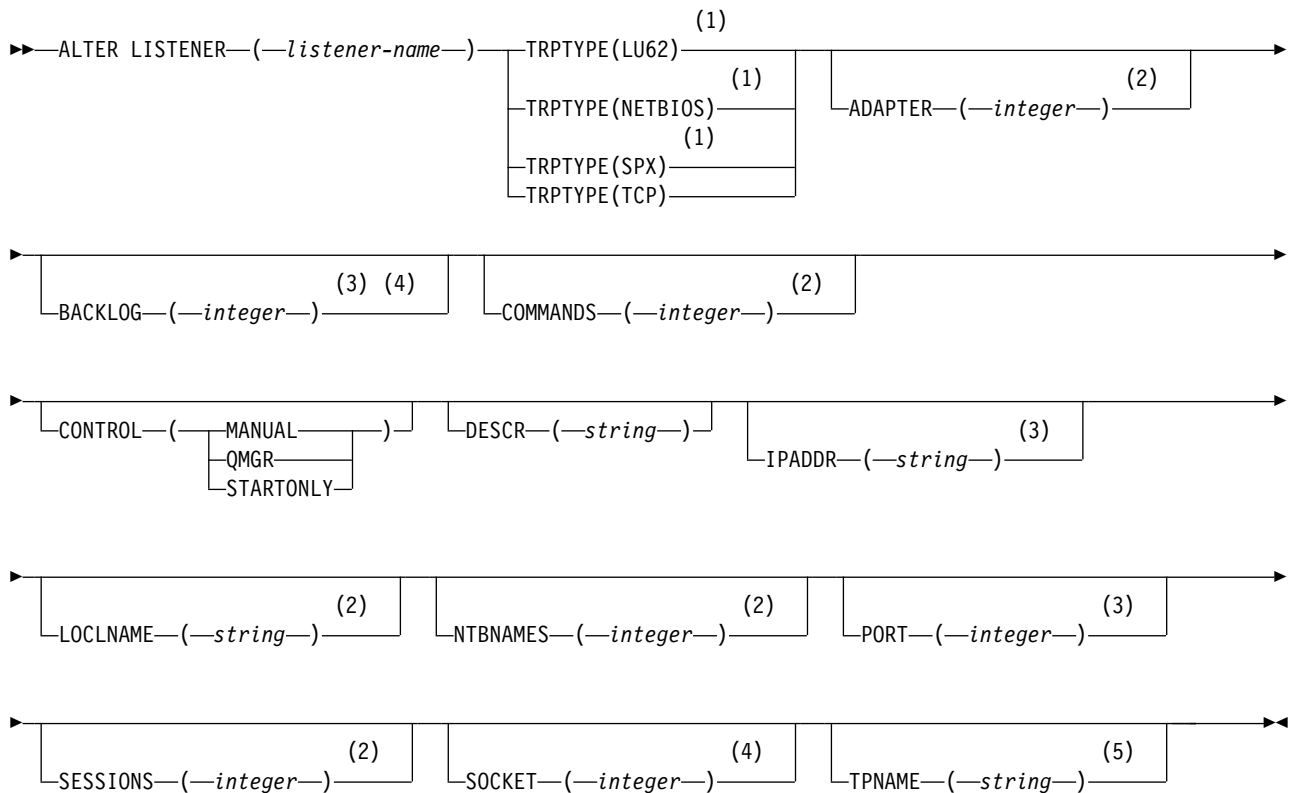 (1)
ALTER LISTENER ( listener-name ) TRPTYPE(LU62)
(1) (2)
TRPTYPE(NETBIOS) ADAPTER ( integer )
(1)
TRPTYPE(SPX)
TRPTYPE(TCP)
(3) (4) (2)
BACKLOG ( integer ) COMMANDS ( integer )
(3)
CONTROL ( MANUAL ) DESCR ( string ) IPADDR ( string )
QMGR
STARTONLY
(2) (2) (3)
LOCLNAME ( string ) NTBNAMES ( integer ) PORT ( integer )
(2) (4) (5)
SESSIONS ( integer ) SOCKET ( integer ) TPNAME ( string )